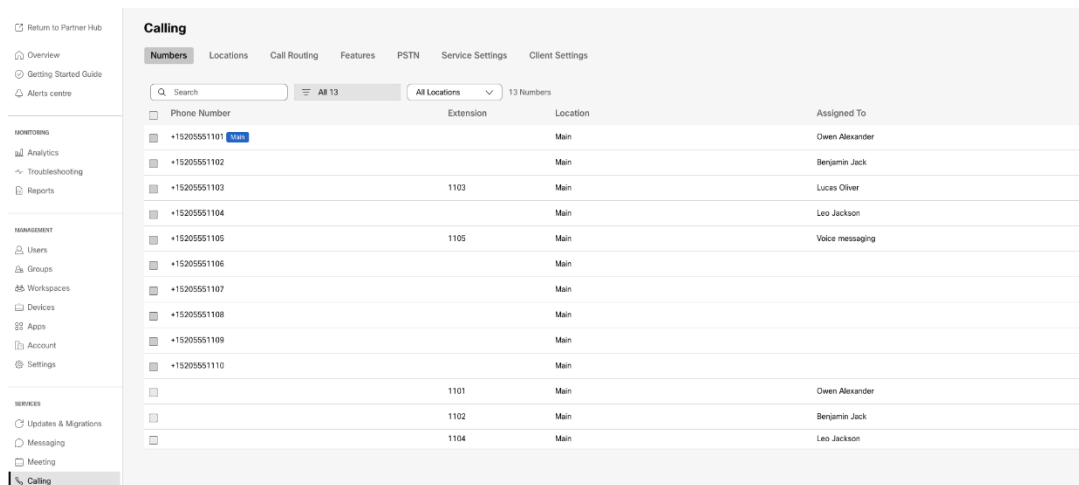 Return to Partner Hub
Overview
Getting Started Guide
Alerts centre
MONITORING
Analytics
Troubleshooting
Reports
MANAGEMENT
Users
Groups
Workspaces
Devices
Apps
Account
Settings
SERVICES
Updates & Migrations
Messaging
Meeting
Calling
Calling
Numbers Locations Call Routing Features PSTN Service Settings Client Settings
Search All 13 All Locations 13 Numbers
Phone Number Extension Location Assigned To
+15205551101 Main Main Owen Alexander
+15205551102 Main Benjamin Jack
+15205551103 1103 Main Lucas Oliver
+15205551104 Main Leo Jackson
+15205551105 1105 Main Voice messaging
+15205551106 Main
+15205551107 Main
+15205551108 Main
+15205551109 Main
+15205551110 Main
1101 Main Owen Alexander
1102 Main Benjamin Jack
1104 Main Leo Jackson